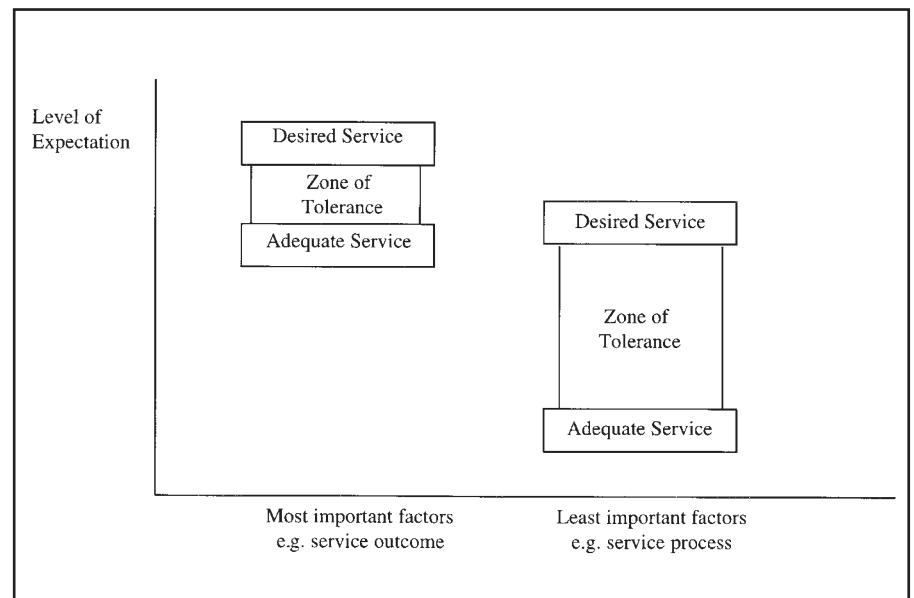 Level of
Expectation
Desired Service
Zone of
Tolerance
Adequate Service
Desired Service
Zone of
Tolerance
Adequate Service
Most important factors
e.g. service outcome
Least important factors
e.g. service process